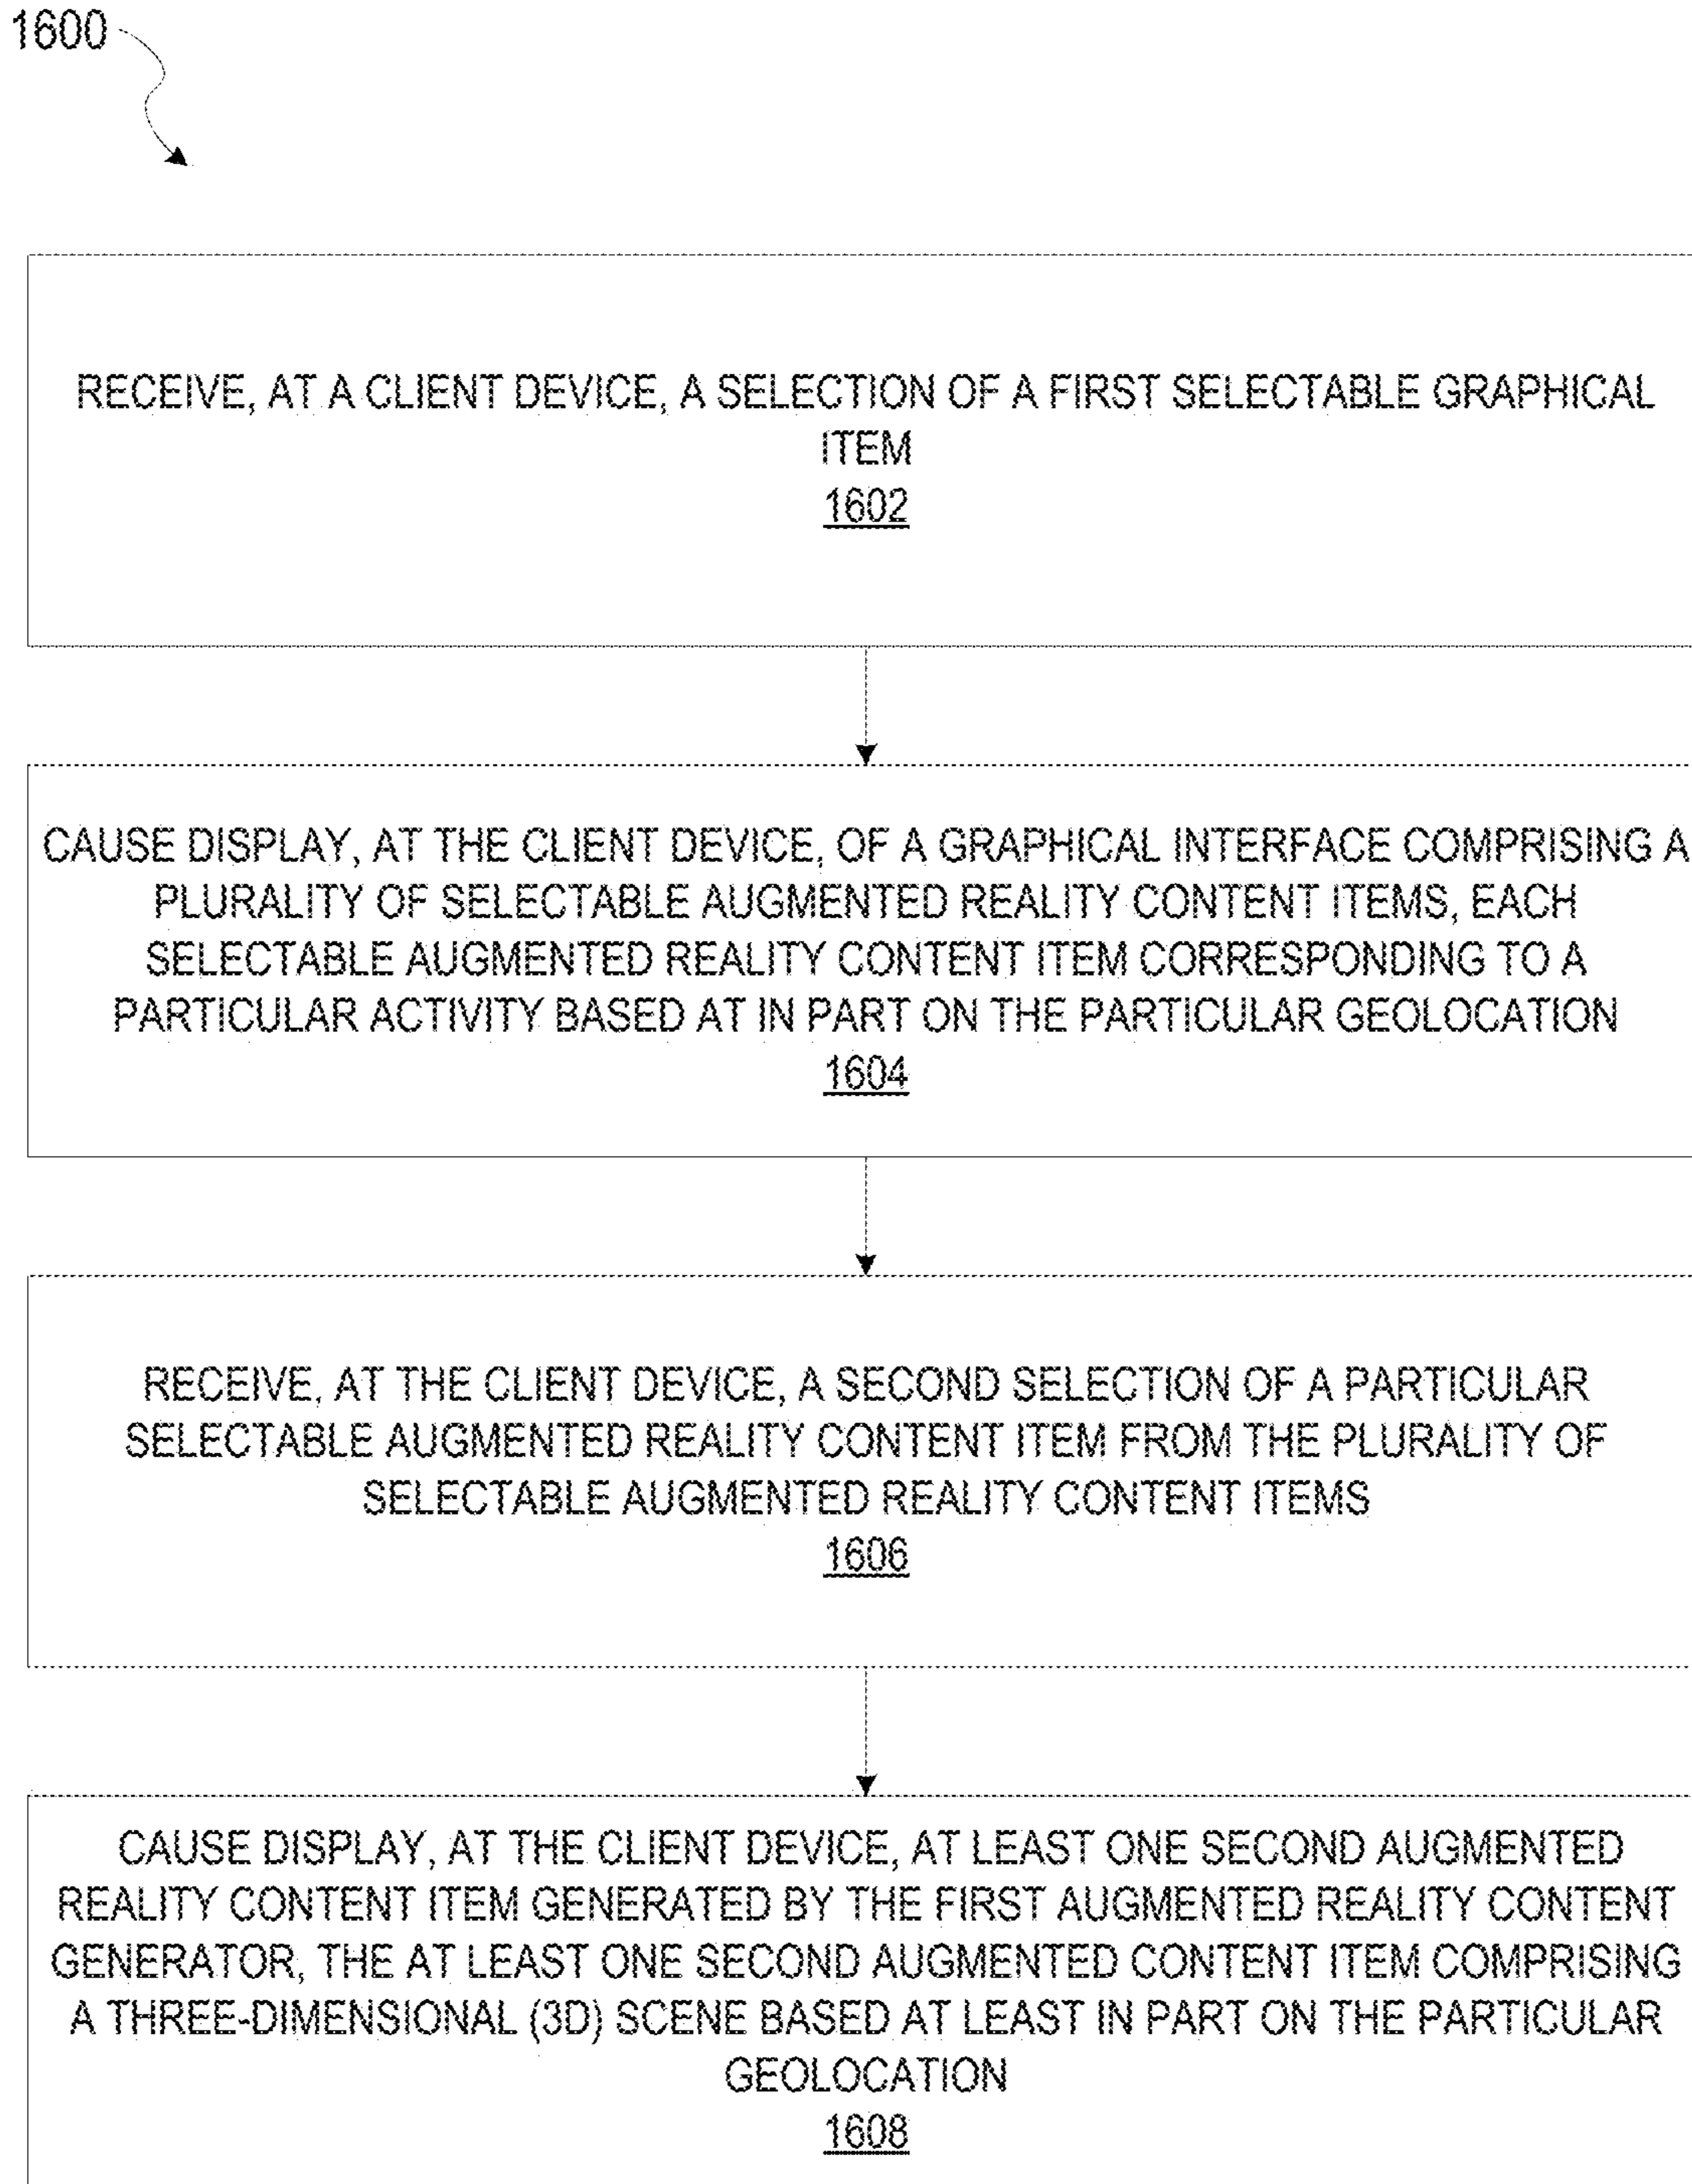 1600
RECEIVE, AT A CLIENT DEVICE, A SELECTION OF A FIRST SELECTABLE GRAPHICAL
ITEM
1602
CAUSE DISPLAY, AT THE CLIENT DEVICE, OF A GRAPHICAL INTERFACE COMPRISING A
PLURALITY OF SELECTABLE AUGMENTED REALITY CONTENT ITEMS, EACH
SELECTABLE AUGMENTED REALITY CONTENT ITEM CORRESPONDING TO A
PARTICULAR ACTIVITY BASED AT IN PART ON THE PARTICULAR GEOLOCATION
1604
RECEIVE, AT THE CLIENT DEVICE, A SECOND SELECTION OF A PARTICULAR
SELECTABLE AUGMENTED REALITY CONTENT ITEM FROM THE PLURALITY OF
SELECTABLE AUGMENTED REALITY CONTENT ITEMS
1606
CAUSE DISPLAY, AT THE CLIENT DEVICE, AT LEAST ONE SECOND AUGMENTED
REALITY CONTENT ITEM GENERATED BY THE FIRST AUGMENTED REALITY CONTENT
GENERATOR, THE AT LEAST ONE SECOND AUGMENTED CONTENT ITEM COMPRISING
A THREE-DIMENSIONAL (3D) SCENE BASED AT LEAST IN PART ON THE PARTICULAR
GEOLOCATION
1608